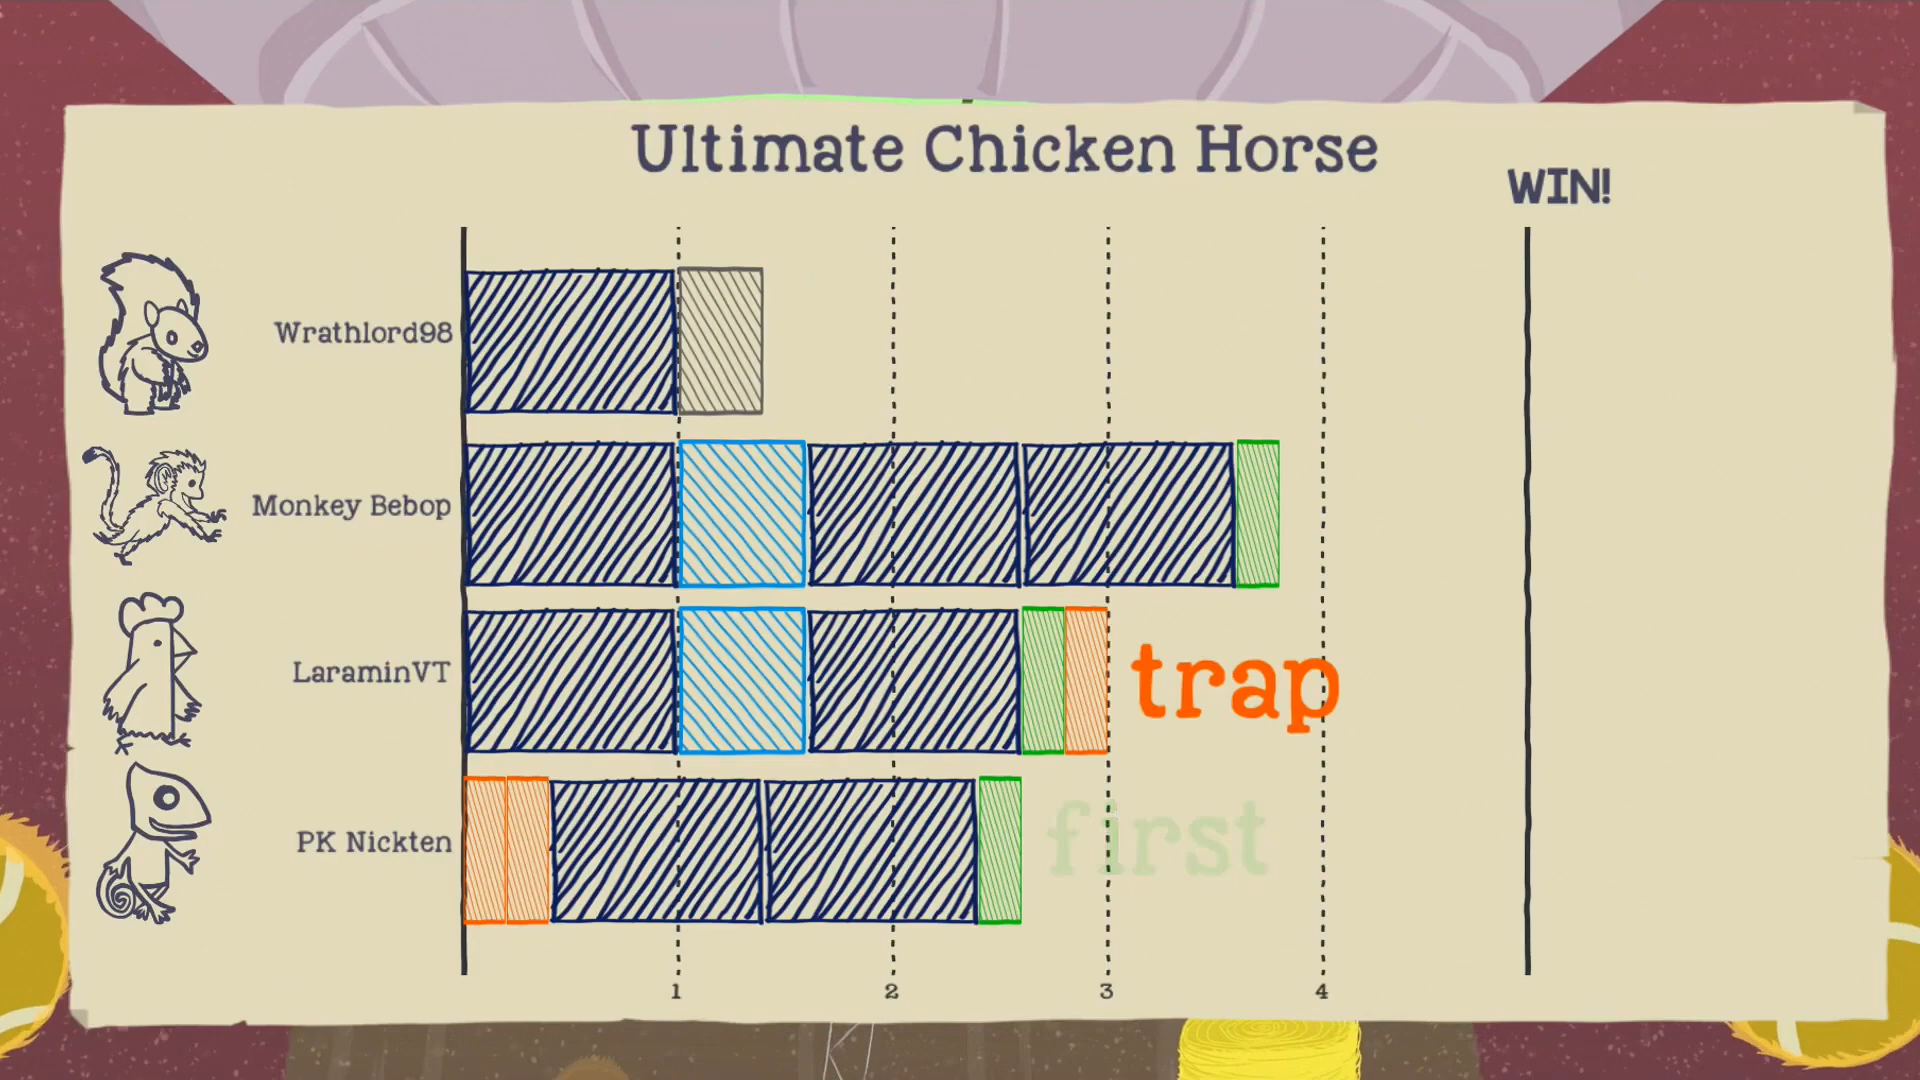 Ultimate Chicken Horse
WIN!
Wrathlord98
Monkey Bebop
LaraminVT
trap
PK Nickten
first
1 2 3 4